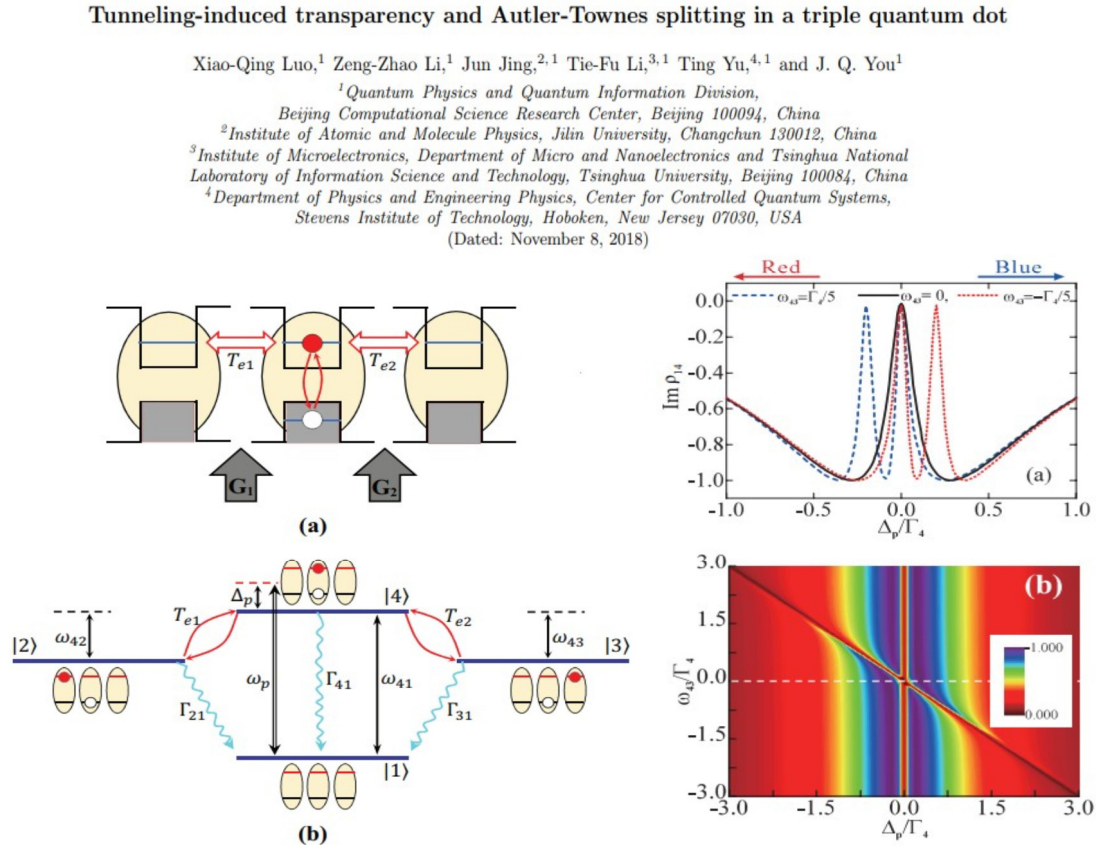 Tunneling-induced transparency and Autler-Townes splitting in a triple quantum dot
Xiao-Qing Luo,¹ Zeng-Zhao Li,¹ Jun Jing,²,¹ Tie-Fu Li,³,¹ Ting Yu,⁴,¹ and J. Q. You¹
¹Quantum Physics and Quantum Information Division,
Beijing Computational Science Research Center, Beijing 100094, China
²Institute of Atomic and Molecule Physics, Jilin University, Changchun 130012, China
³Institute of Microelectronics, Department of Micro and Nanoelectronics and Tsinghua National
Laboratory of Information Science and Technology, Tsinghua University, Beijing 100084, China
⁴Department of Physics and Engineering Physics, Center for Controlled Quantum Systems,
Stevens Institute of Technology, Hoboken, New Jersey 07030, USA
(Dated: November 8, 2018)
T_e1
T_e2
G₁
G₂
(a)
Δ_p
|4⟩
T_e1
T_e2
|2⟩
ω₄₂
ω₄₃
|3⟩
ω_p
Γ₄₁
ω₄₁
Γ₂₁
Γ₃₁
|1⟩
(b)
Red
Blue
ω₄₃=Γ₄/5
ω₄₃= 0,
ω₄₃=-Γ₄/5
0.0
-0.2
-0.4
-0.6
-0.8
-1.0
Im ρ₁₄
(a)
-1.0
-0.5
0.0
0.5
1.0
Δ_p/Γ₄
3.0
1.5
0.0
-1.5
-3.0
ω₄₃/Γ₄
(b)
-1.000
0.000
-3.0
-1.5
0.0
1.5
3.0
Δ_p/Γ₄